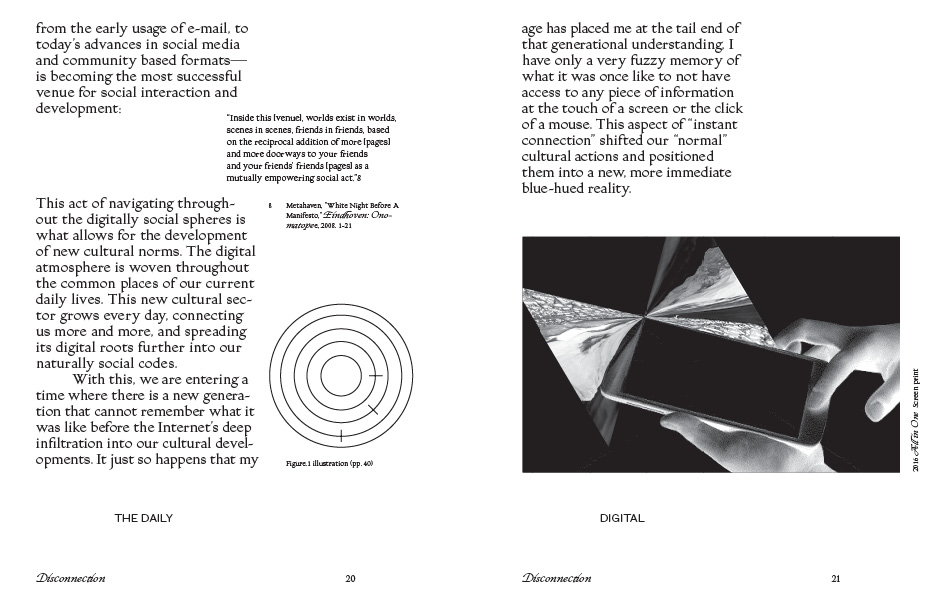 from the early usage of e-mail, to
today's advances in social media
and community based formats—
is becoming the most successful
venue for social interaction and
development:
"Inside this [venue], worlds exist in worlds,
scenes in scenes, friends in friends, based
on the reciprocal addition of more [pages]
and more doorways to your friends
and your friends' friends [pages] as a
mutually empowering social act."8
This act of navigating through-
out the digitally social spheres is
what allows for the development
of new cultural norms. The digital
atmosphere is woven throughout
the common places of our current
daily lives. This new cultural sec-
tor grows every day, connecting
us more and more, and spreading
its digital roots further into our
naturally social codes.
With this, we are entering a
time where there is a new genera-
tion that cannot remember what it
was like before the Internet's deep
infiltration into our cultural devel-
opments. It just so happens that my
8 Metahaven, "White Night Before A
Manifesto," Eindhoven: Ono-
matopee, 2008. 1-21
Figure.1 illustration (pp. 40)
THE DAILY
Disconnection
20
age has placed me at the tail end of
that generational understanding. I
have only a very fuzzy memory of
what it was once like to not have
access to any piece of information
at the touch of a screen or the click
of a mouse. This aspect of "instant
connection" shifted our "normal"
cultural actions and positioned
them into a new, more immediate
blue-hued reality.
2016 All in One Screen print
DIGITAL
Disconnection
21